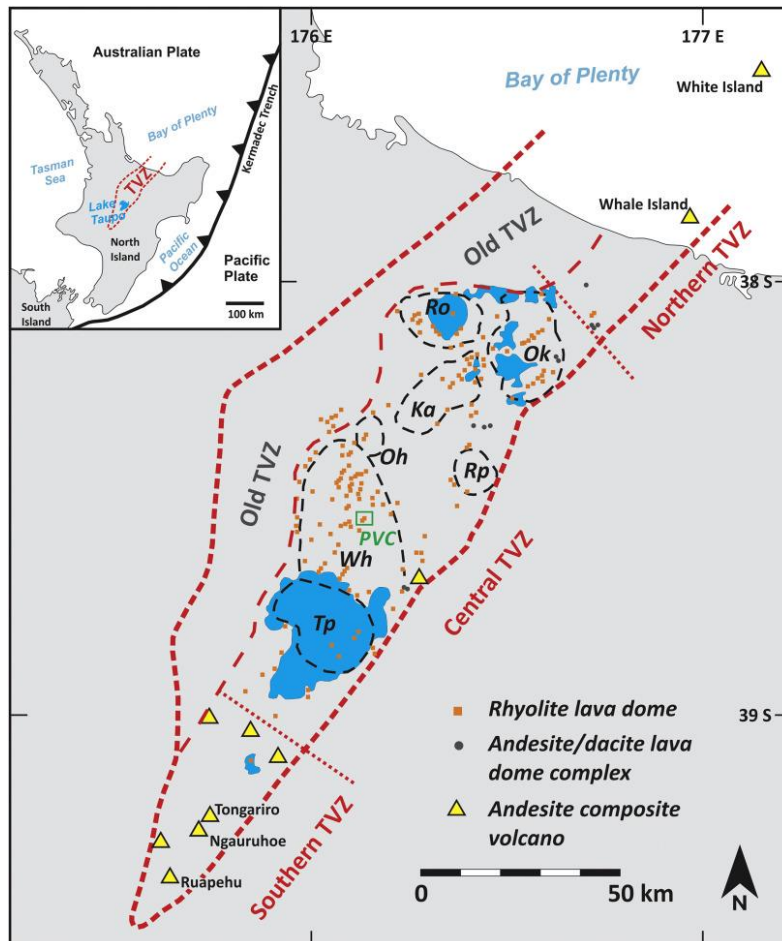 Australian Plate
Bay of Plenty
Kermadec Trench
Tasman
Sea
TVZ
Lake
Taupo
North
Island
Pacific
Ocean
Pacific
Plate
South
Island
100 km
176 E
177 E
Bay of Plenty
White Island
Whale Island
Old TVZ
Northern TVZ
38 S
Ro
Ok
Ka
Oh
Rp
Old TVZ
PVC
Wh
Central TVZ
Tp
39 S
Rhyolite lava dome
Andesite/dacite lava
dome complex
Andesite composite
volcano
Tongariro
Ngauruhoe
Ruapehu
Southern TVZ
0
50 km
N